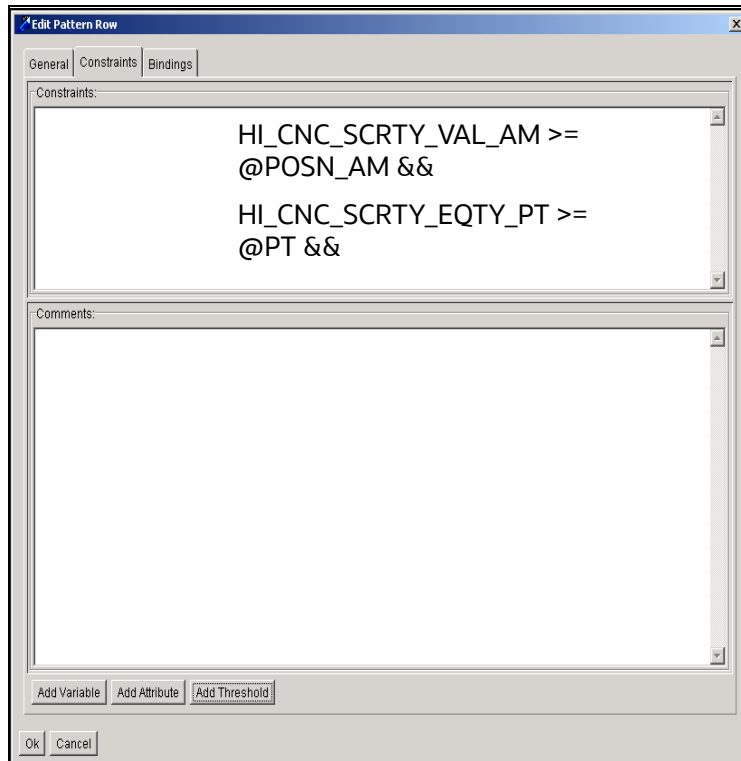 Edit Pattern Row
General Constraints Bindings
Constraints:
HI_CNC_SCRTY_VAL_AM >=
@POSN_AM &&
HI_CNC_SCRTY_EQTY_PT >=
@PT &&
Comments:
Add Variable Add Attribute Add Threshold
Ok Cancel